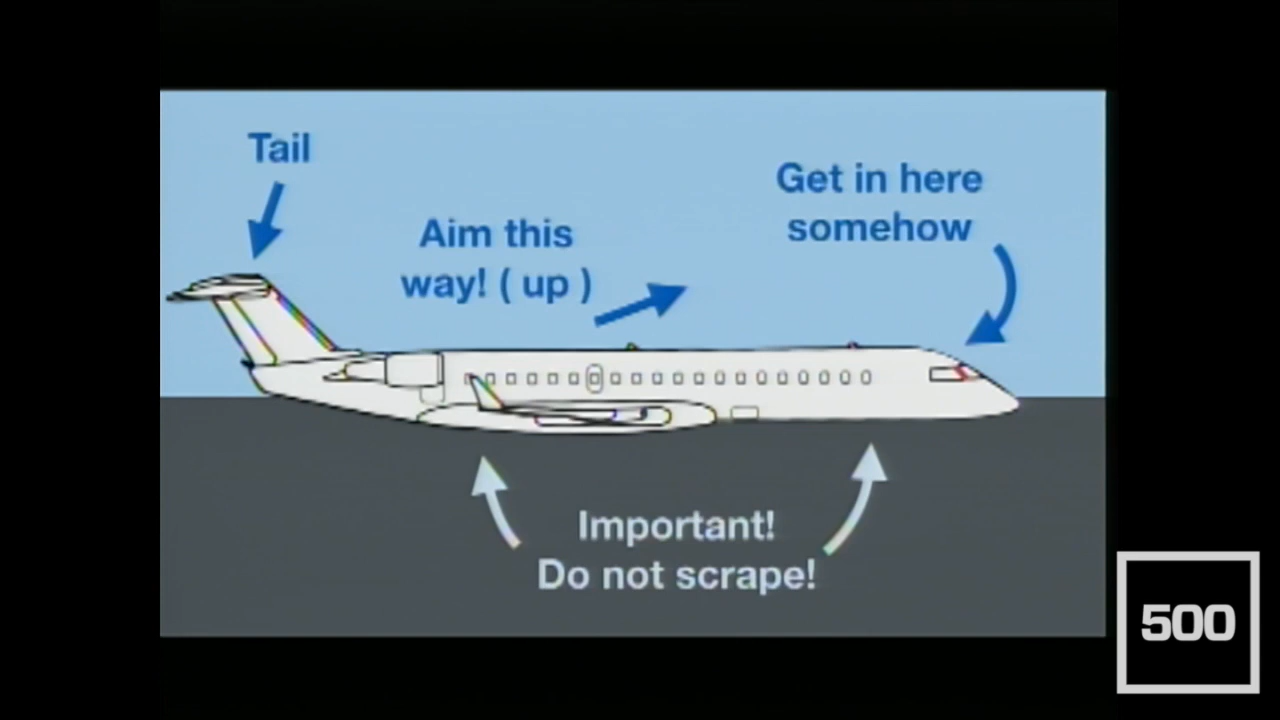 Tail
Aim this
way! ( up )
Get in here
somehow
Important!
Do not scrape!
500